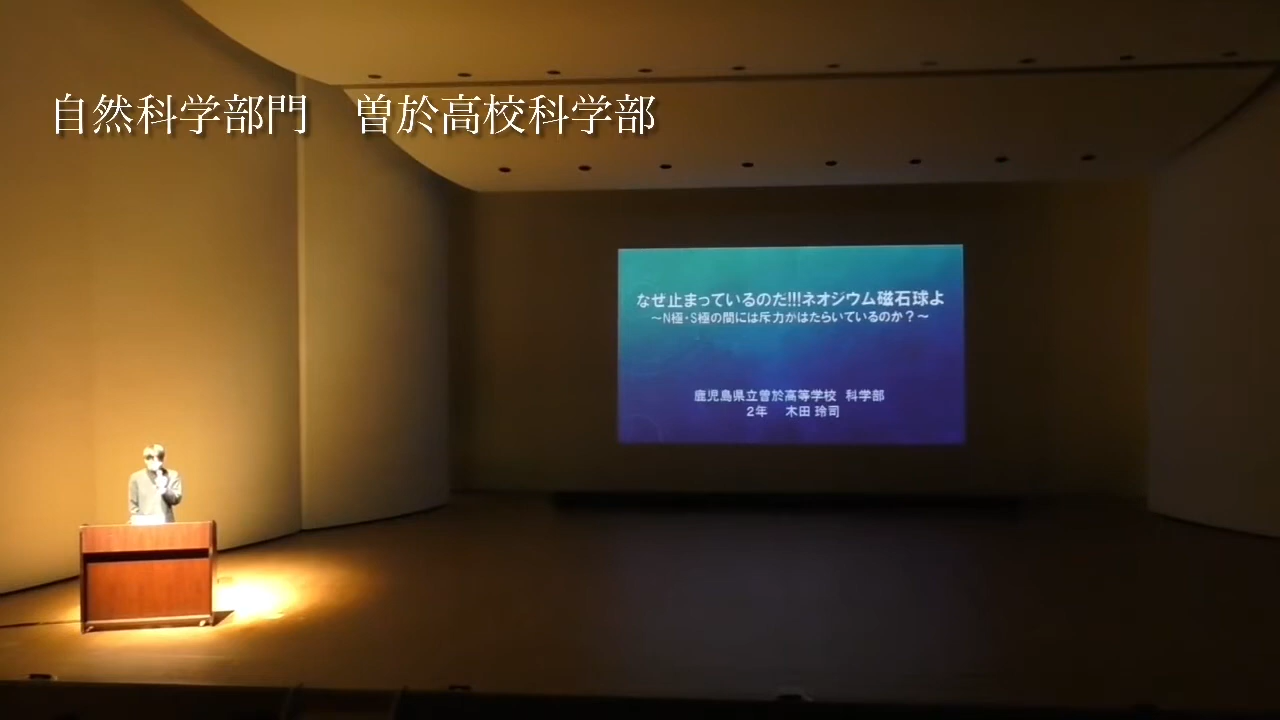 自然科学部門　曽於高校科学部
なぜ止まっているのだ!!!ネオジウム磁石球よ
～N極・S極の間には斥力がはたらいているのか？～
鹿児島県立曽於高等学校　科学部
2年　木田 玲司